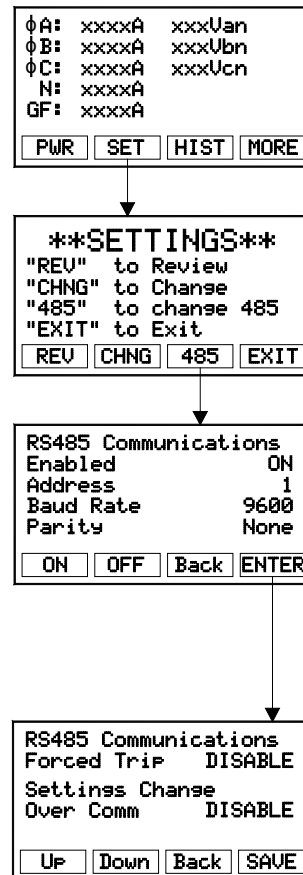 ϕA: xxxxA xxxVan
ϕB: xxxxA xxxVbn
ϕC: xxxxA xxxVcn
N: xxxxA
GF: xxxxA
PWR SET HIST MORE
**SETTINGS**
"REV" to Review
"CHNG" to Change
"485" to change 485
"EXIT" to Exit
REV CHNG 485 EXIT
RS485 Communications
Enabled ON
Address 1
Baud Rate 9600
Parity None
ON OFF Back ENTER
RS485 Communications
Forced Trip DISABLE
Settings Change
Over Comm DISABLE
Up Down Back SAVE